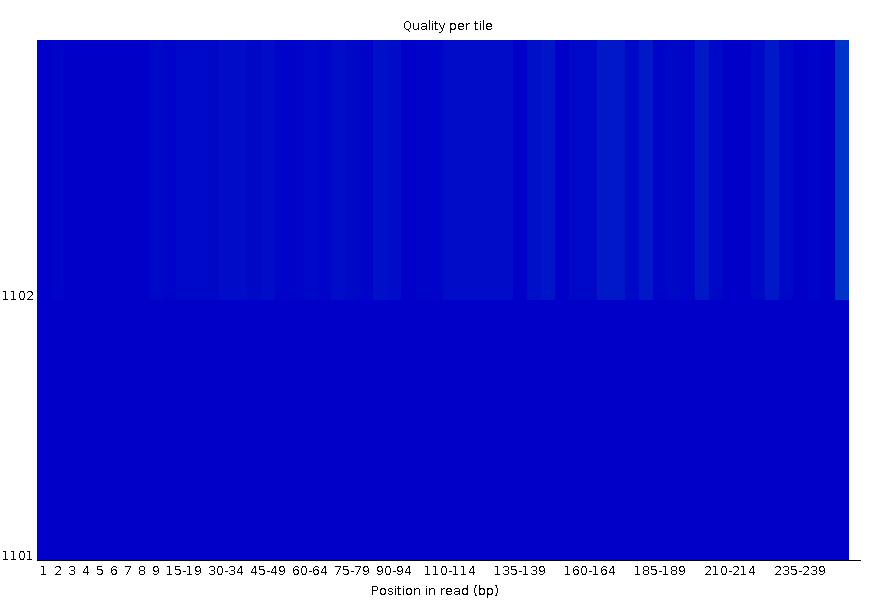 Quality per tile
1102
1101
1 2 3 4 5 6 7 8 9 15-19 30-34 45-49 60-64 75-79 90-94 110-114 135-139 160-164 185-189 210-214 235-239
Position in read (bp)